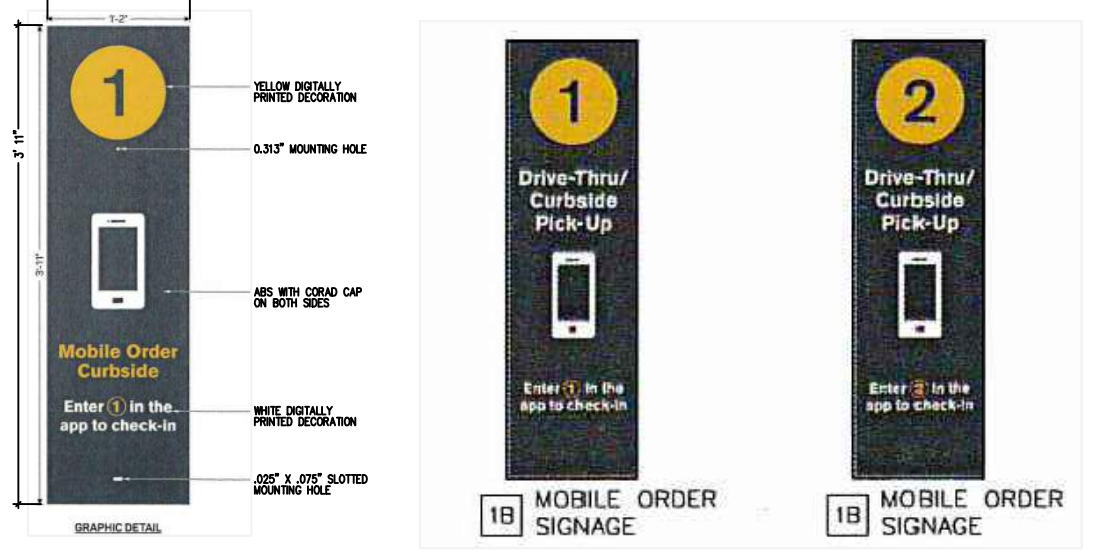 1'-2"
3' 11"
3'-11"
1
Mobile Order
Curbside
Enter 1 in the
app to check-in
YELLOW DIGITALLY
PRINTED DECORATION
0.313" MOUNTING HOLE
ABS WITH CORAD CAP
ON BOTH SIDES
WHITE DIGITALLY
PRINTED DECORATION
.025" X .075" SLOTTED
MOUNTING HOLE
GRAPHIC DETAIL
1
Drive-Thru/
Curbside
Pick-Up
Enter 1 in the
app to check-in
1B
MOBILE ORDER
SIGNAGE
2
Drive-Thru/
Curbside
Pick-Up
Enter 2 in the
app to check-in
1B
MOBILE ORDER
SIGNAGE